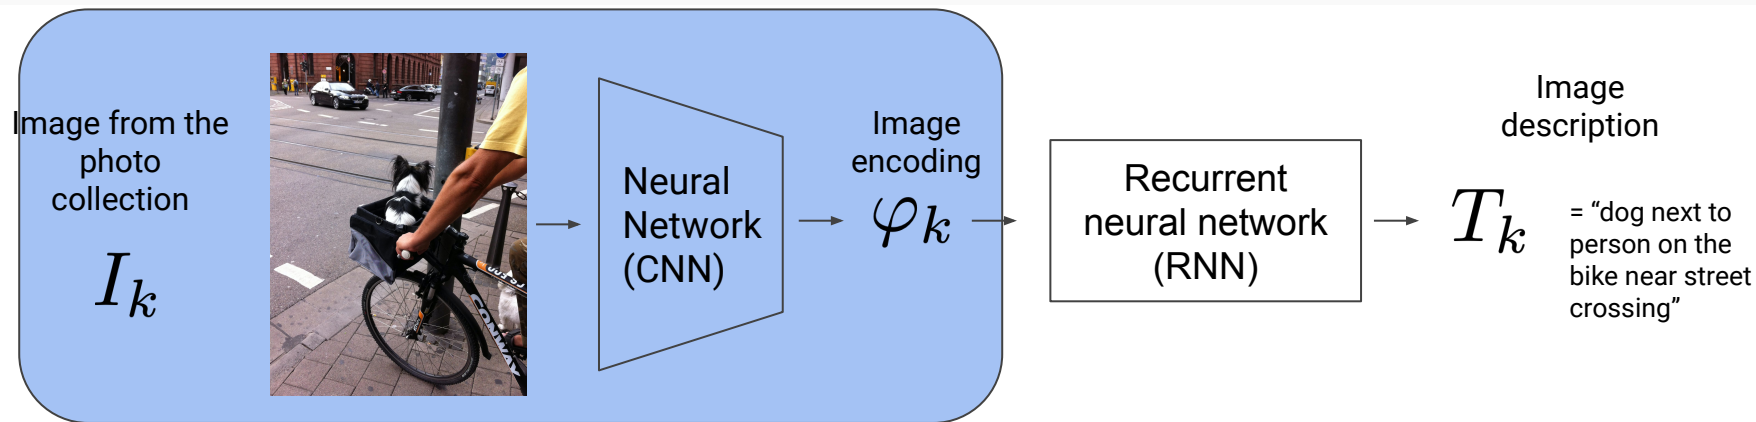 Image from the
photo
collection
I_k
CONWAY
Neural
Network
(CNN)
Image
encoding
φ_k
Recurrent
neural network
(RNN)
Image
description
T_k
= “dog next to
person on the
bike near street
crossing”